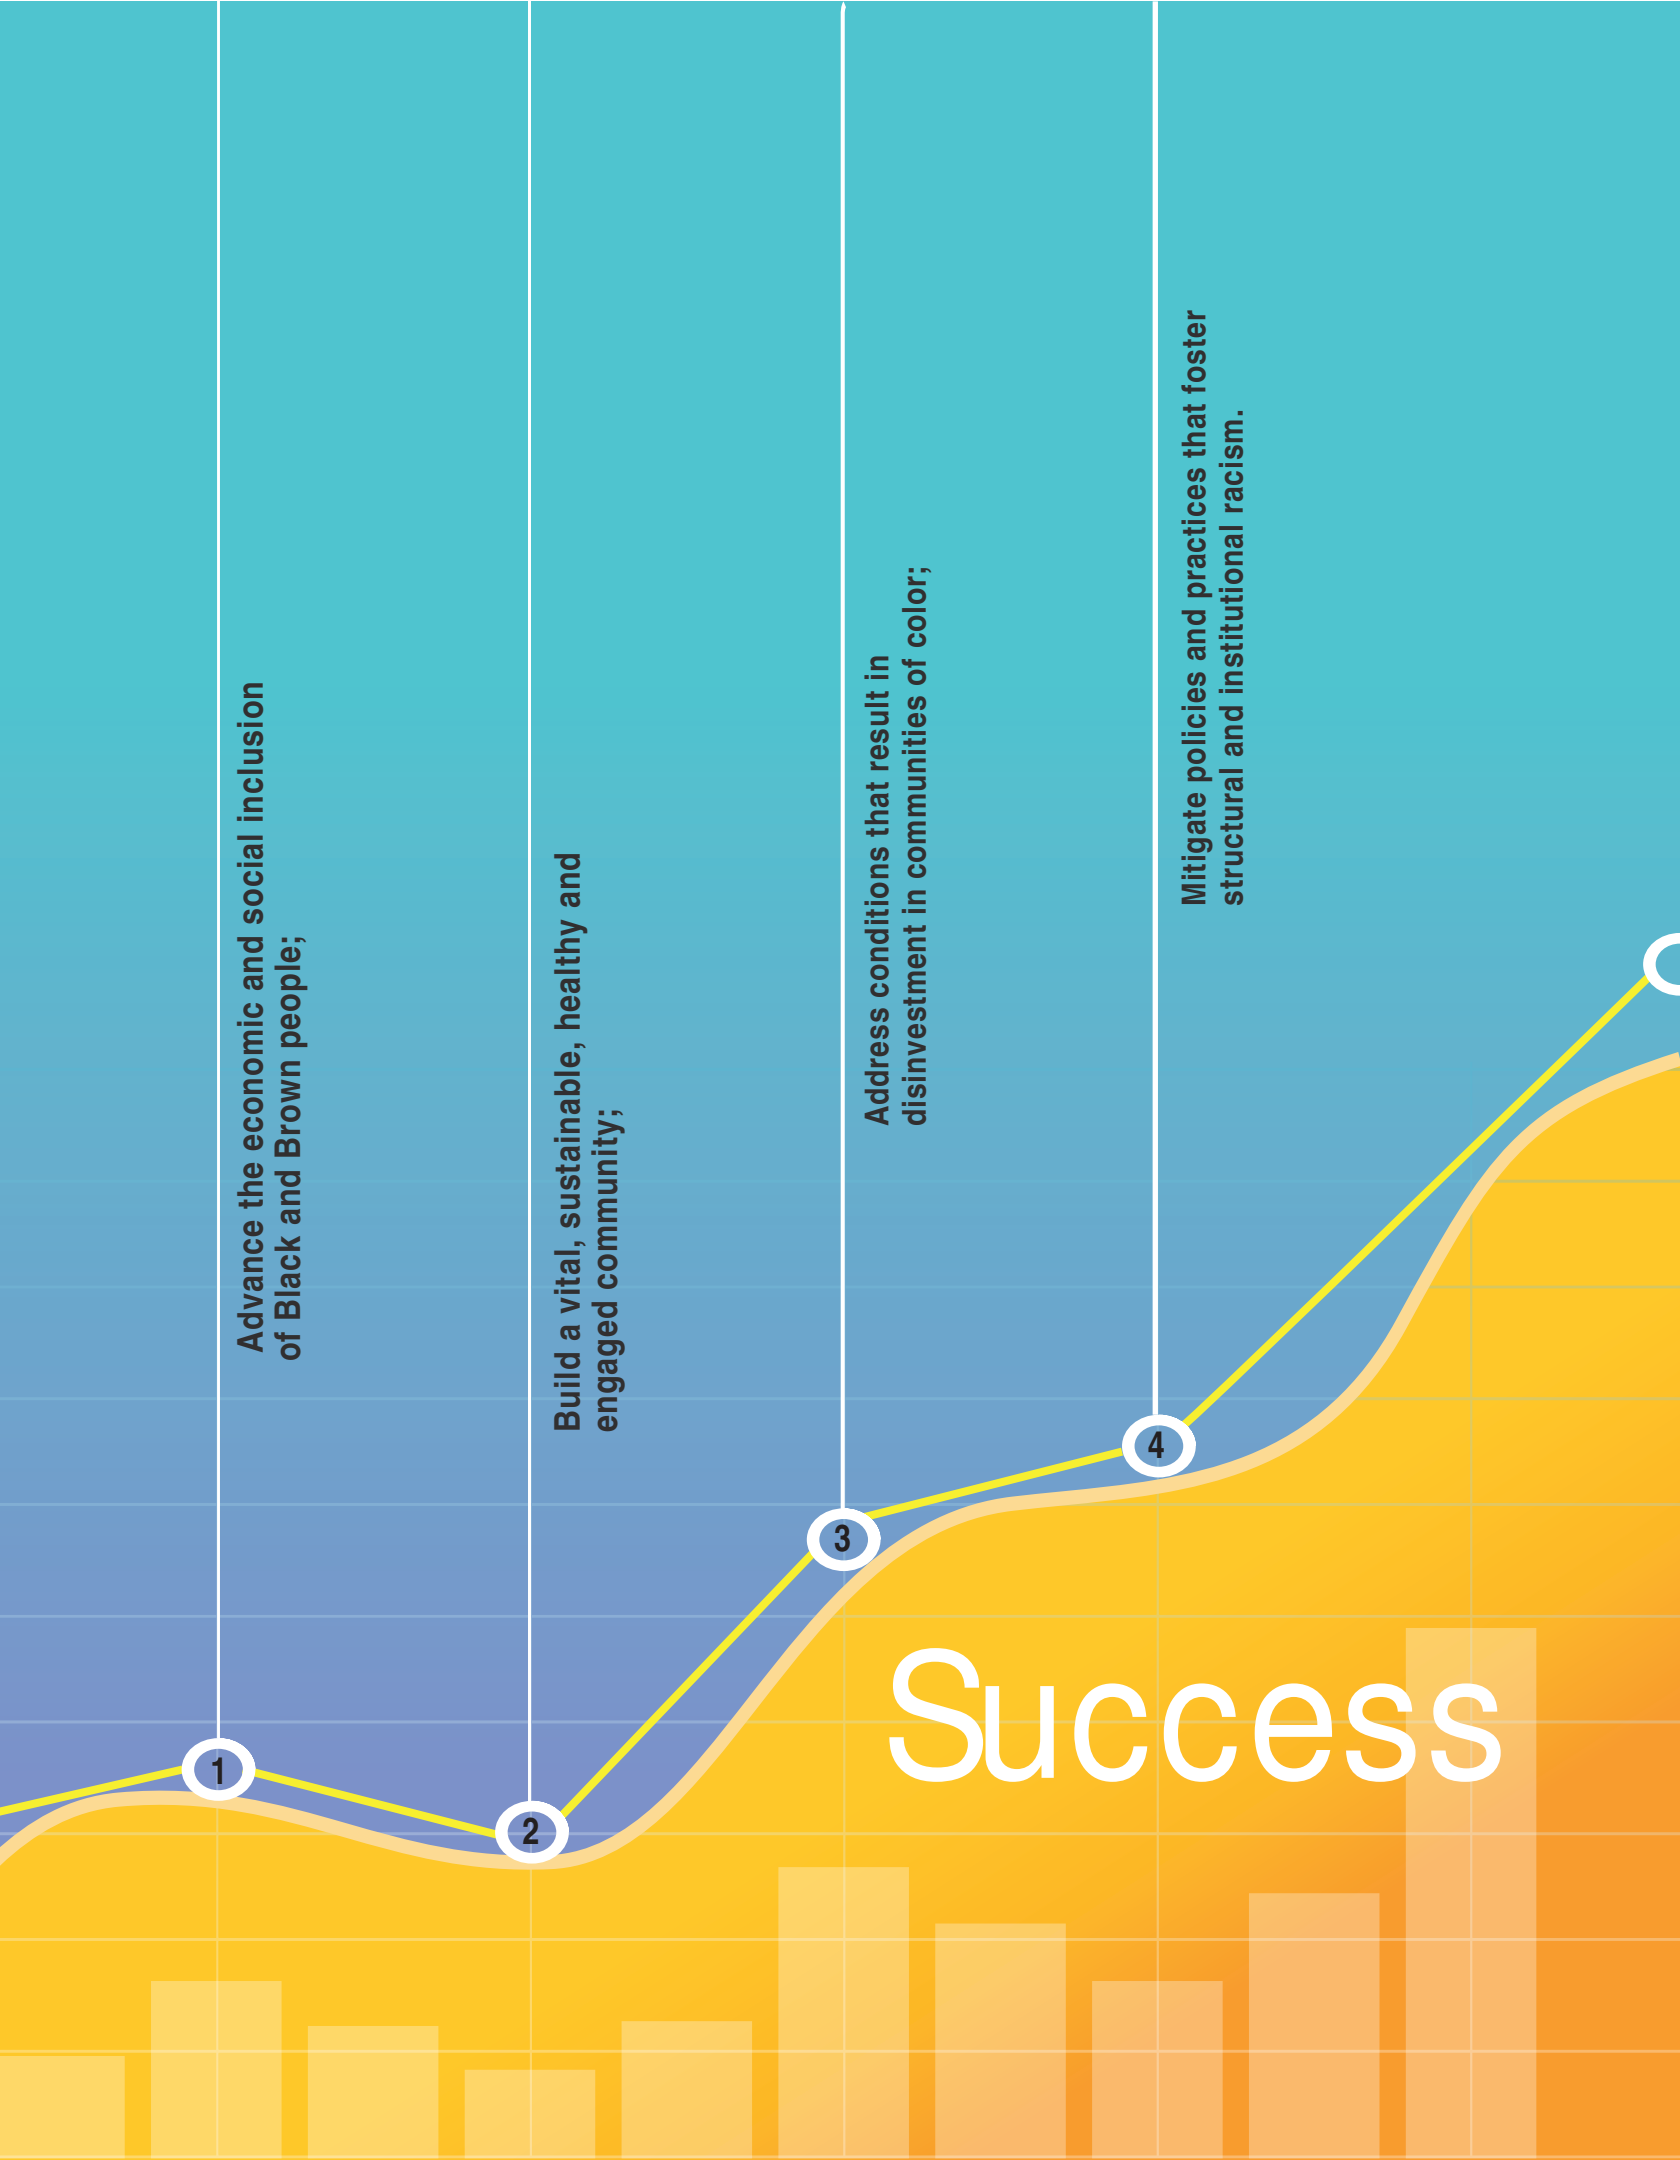 Advance the economic and social inclusion
of Black and Brown people;
Build a vital, sustainable, healthy and
engaged community;
Address conditions that result in
disinvestment in communities of color;
Mitigate policies and practices that foster
structural and institutional racism.
1
2
3
4
Success